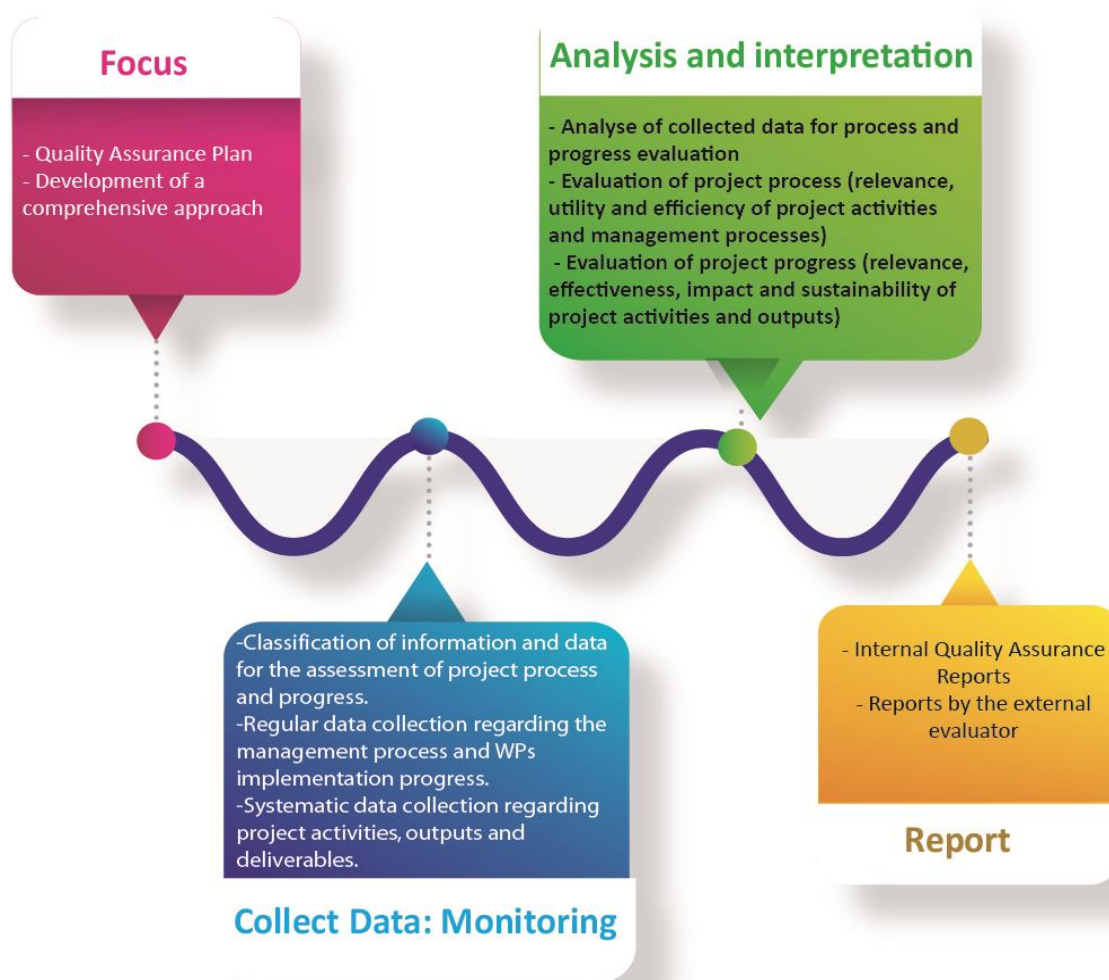 Focus
- Quality Assurance Plan
- Development of a
comprehensive approach
Analysis and interpretation
- Analyse of collected data for process and
progress evaluation
- Evaluation of project process (relevance,
utility and efficiency of project activities
and management processes)
- Evaluation of project progress (relevance,
effectiveness, impact and sustainability of
project activities and outputs)
-Classification of information and data
for the assessment of project process
and progress.
-Regular data collection regarding the
management process and WPs
implementation progress.
-Systematic data collection regarding
project activities, outputs and
deliverables.
Collect Data: Monitoring
- Internal Quality Assurance
Reports
- Reports by the external
evaluator
Report